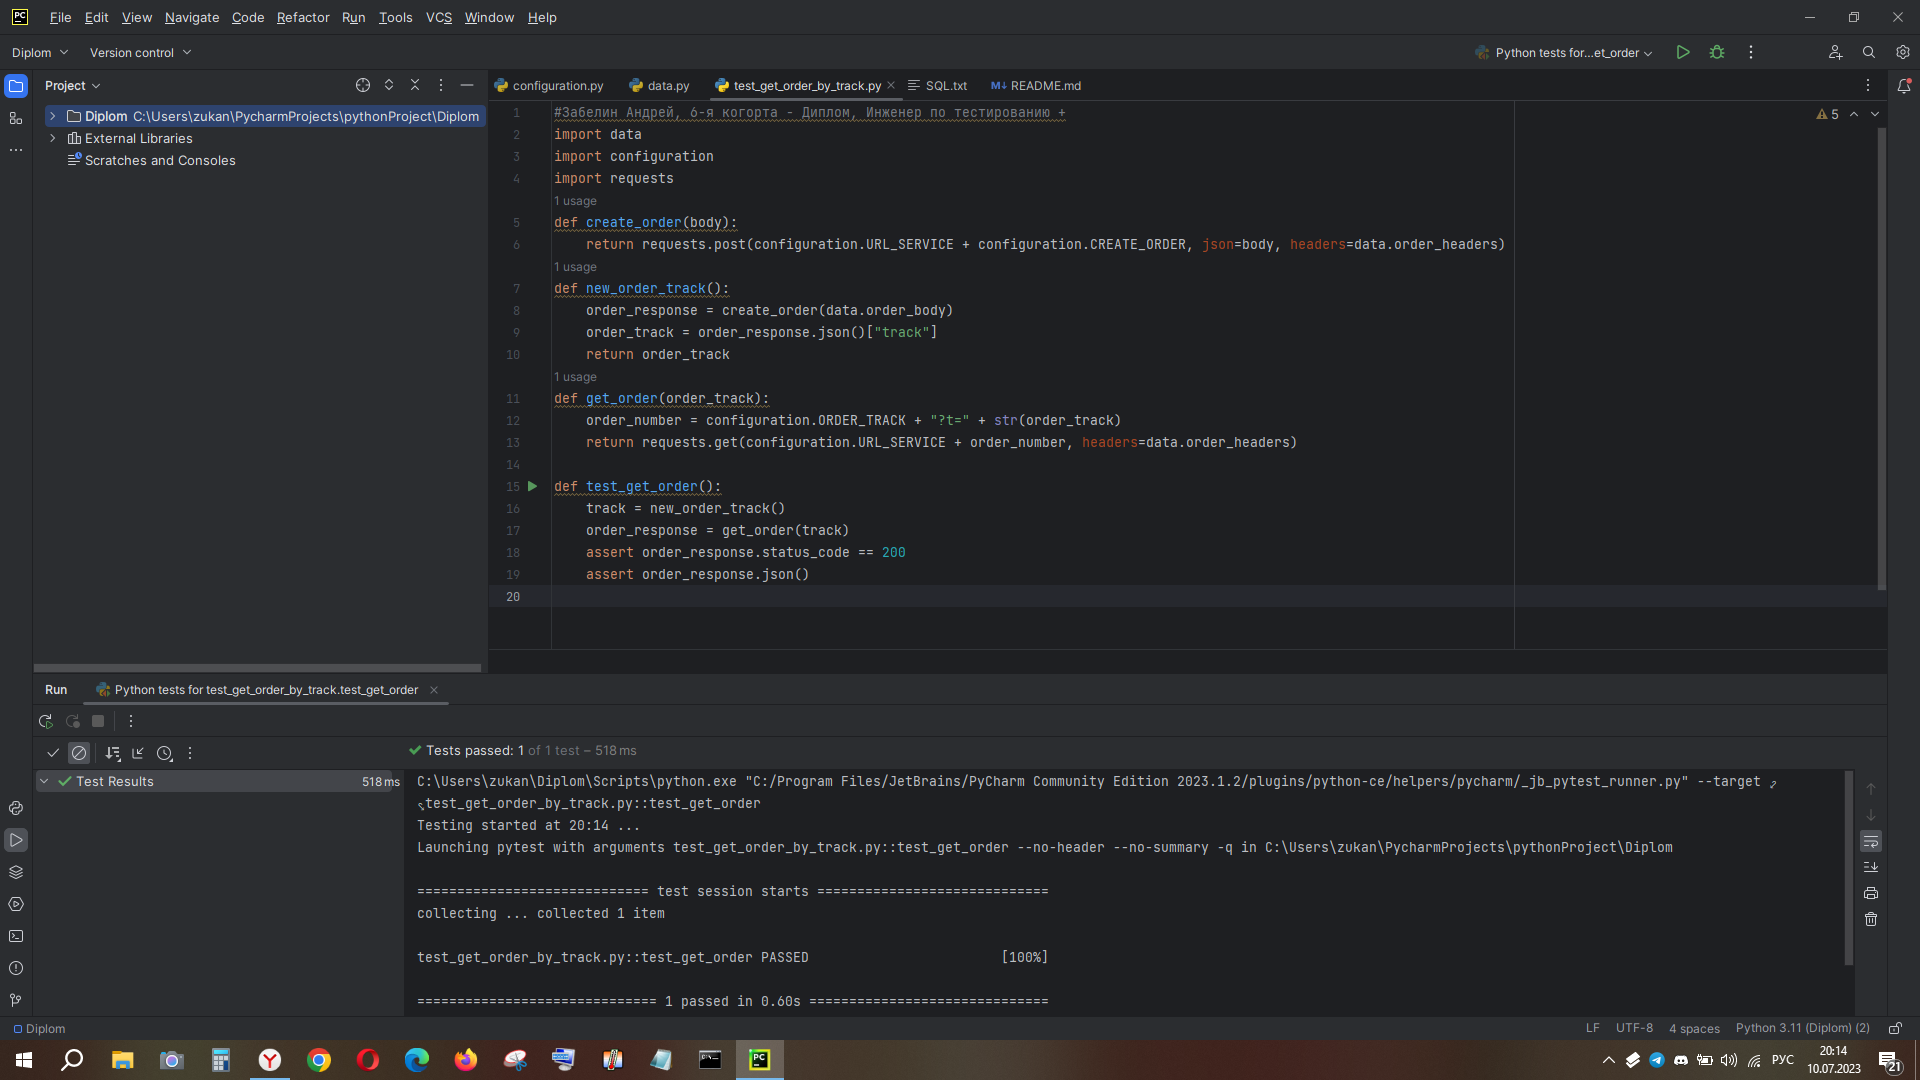 PC File Edit View Navigate Code Refactor Run Tools VCS Window Help
Diplom Version control Python tests for...et_order
Project
configuration.py data.py test_get_order_by_track.py SQL.txt M↓ README.md
Diplom C:\Users\zukan\PycharmProjects\pythonProject\Diplom
External Libraries
Scratches and Consoles
5
1 #Забелин Андрей, 6-я когорта - Диплом, Инженер по тестированию +
2 import data
3 import configuration
4 import requests
1 usage
5 def create_order(body):
6 return requests.post(configuration.URL_SERVICE + configuration.CREATE_ORDER, json=body, headers=data.order_headers)
1 usage
7 def new_order_track():
8 order_response = create_order(data.order_body)
9 order_track = order_response.json()["track"]
10 return order_track
1 usage
11 def get_order(order_track):
12 order_number = configuration.ORDER_TRACK + "?t=" + str(order_track)
13 return requests.get(configuration.URL_SERVICE + order_number, headers=data.order_headers)
14
15 def test_get_order():
16 track = new_order_track()
17 order_response = get_order(track)
18 assert order_response.status_code == 200
19 assert order_response.json()
20
Run Python tests for test_get_order_by_track.test_get_order
Tests passed: 1 of 1 test – 518 ms
Test Results 518 ms
C:\Users\zukan\Diplom\Scripts\python.exe "C:/Program Files/JetBrains/PyCharm Community Edition 2023.1.2/plugins/python-ce/helpers/pycharm/_jb_pytest_runner.py" --target
test_get_order_by_track.py::test_get_order
Testing started at 20:14 ...
Launching pytest with arguments test_get_order_by_track.py::test_get_order --no-header --no-summary -q in C:\Users\zukan\PycharmProjects\pythonProject\Diplom
============================= test session starts =============================
collecting ... collected 1 item
test_get_order_by_track.py::test_get_order PASSED [100%]
============================== 1 passed in 0.60s ==============================
Diplom LF UTF-8 4 spaces Python 3.11 (Diplom) (2)
PC РУС 20:14
10.07.2023 21